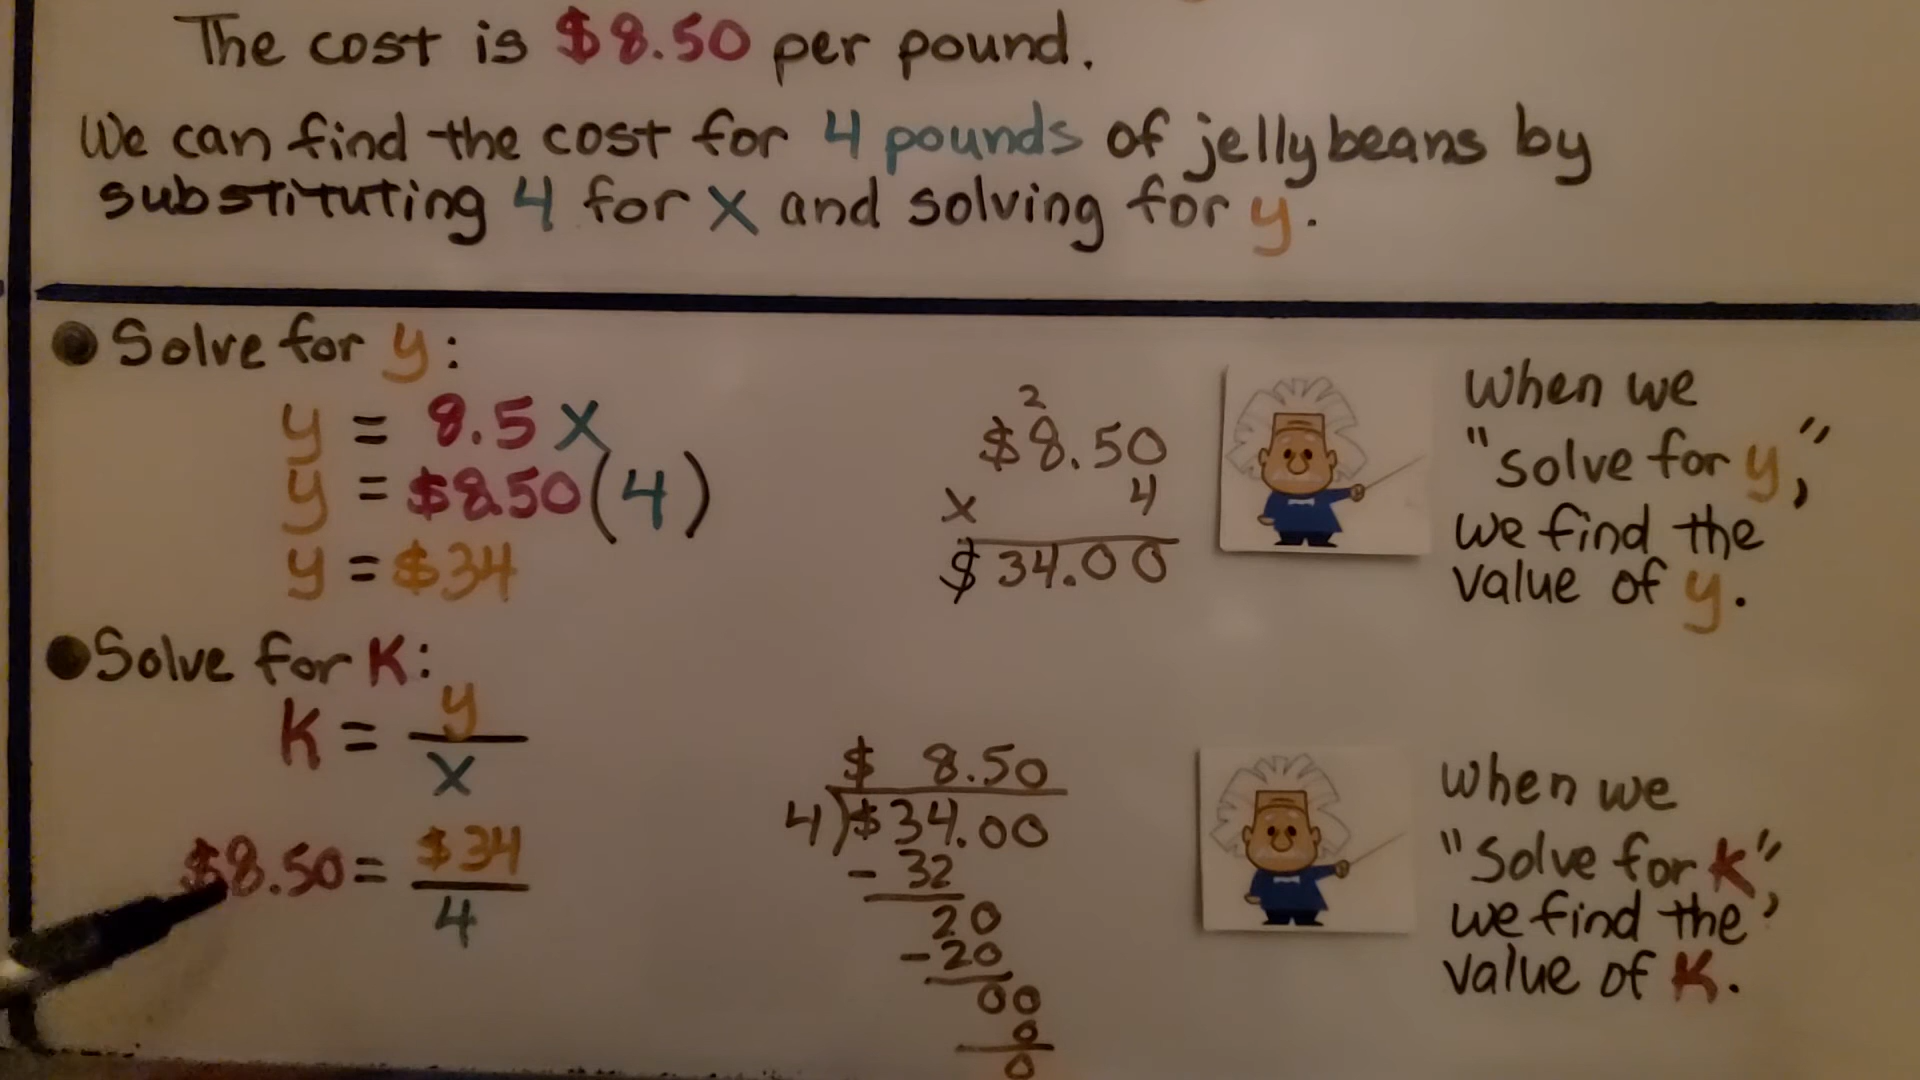 The cost is $8.50 per pound.
We can find the cost for 4 pounds of jellybeans by
substituting 4 for x and solving for y.
Solve for y:
y = 8.5x
y = $8.50(4)
y = $34
2
$8.50
x 4
$34.00
When we
"solve for y,"
we find the
value of y.
Solve for K:
K = y
x
$8.50 = $34
4
$ 8.50
4)$34.00
- 32
20
-20
00
0
0
When we
"Solve for K",
we find the
value of K.